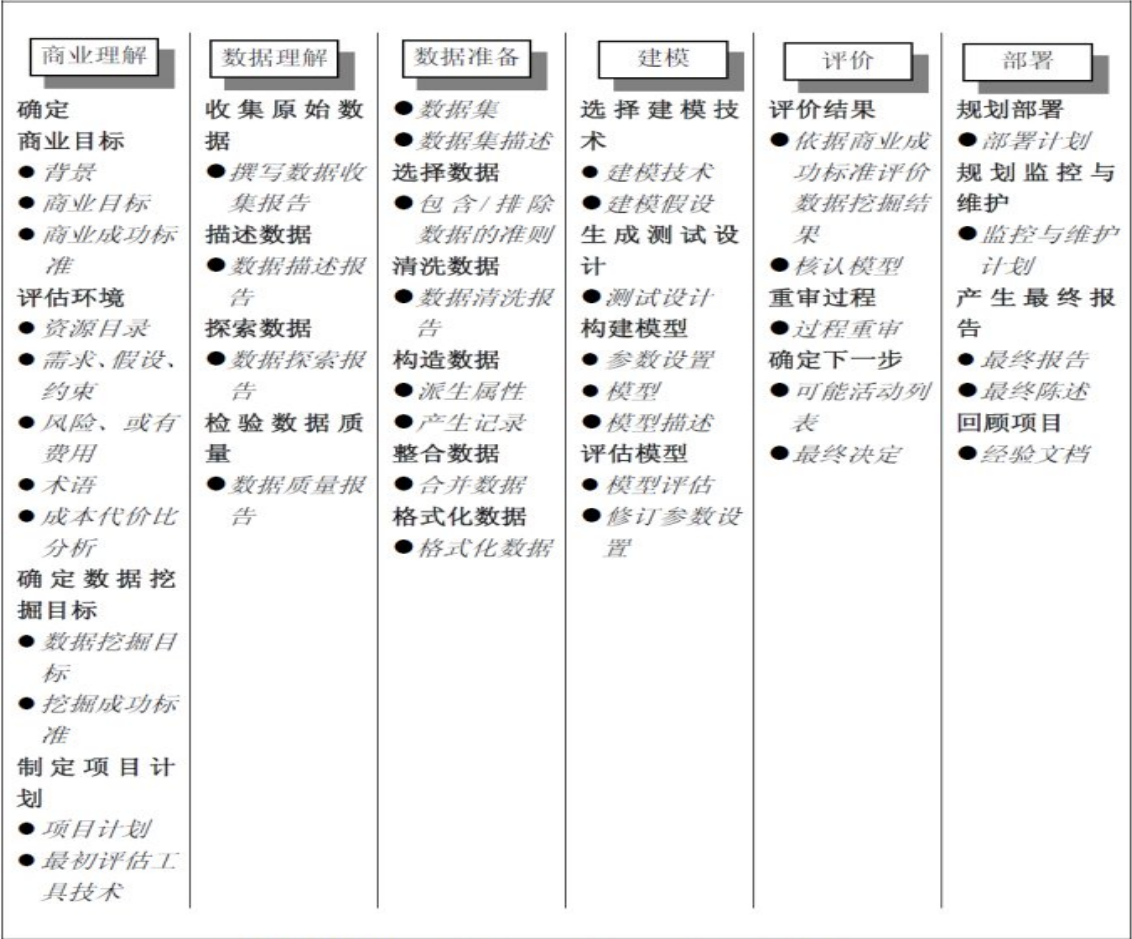 商业理解
确定
商业目标
●背景
●商业目标
●商业成功标
准
评估环境
●资源目录
●需求、假设、
约束
●风险、或有
费用
●术语
●成本代价比
分析
确定数据挖
掘目标
●数据挖掘目
标
●挖掘成功标
准
制定项目计
划
●项目计划
●最初评估工
具技术
数据理解
收集原始数
据
●撰写数据收
集报告
描述数据
●数据描述报
告
探索数据
●数据探索报
告
检验数据质
量
●数据质量报
告
数据准备
●数据集
●数据集描述
选择数据
●包含/排除
数据的准则
清洗数据
●数据清洗报
告
构造数据
●派生属性
●产生记录
整合数据
●合并数据
格式化数据
●格式化数据
建模
选择建模技
术
●建模技术
●建模假设
生成测试设
计
●测试设计
构建模型
●参数设置
●模型
●模型描述
评估模型
●模型评估
●修订参数设
置
评价
评价结果
●依据商业成
功标准评价
数据挖掘结
果
●核认模型
重审过程
●过程重审
确定下一步
●可能活动列
表
●最终决定
部署
规划部署
●部署计划
规划监控与
维护
●监控与维护
计划
产生最终报
告
●最终报告
●最终陈述
回顾项目
●经验文档